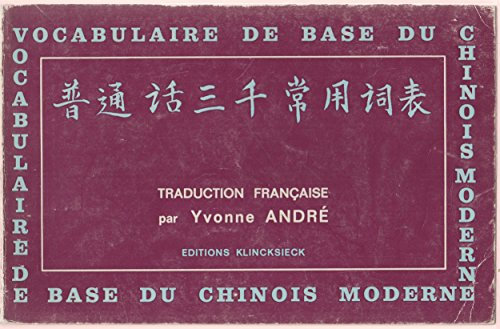 VOCABULAIRE DE BASE DU
CHINOIS MODERNE
VOCABULAIRE DE
BASE DU CHINOIS MODERNE
普通话三千常用词表
TRADUCTION FRANÇAISE
par Yvonne ANDRÉ
EDITIONS KLINCKSIECK